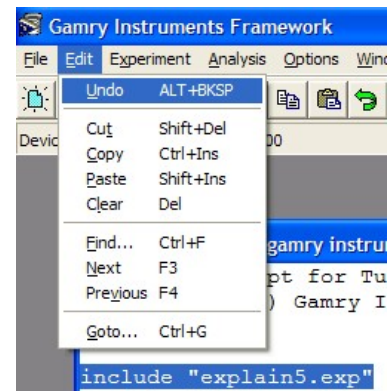 Gamry Instruments Framework
File Edit Experiment Analysis Options Wind
Undo ALT+BKSP
Devic 00
Cut Shift+Del
Copy Ctrl+Ins
Paste Shift+Ins
Clear Del
Find... Ctrl+F
gamry instru
Next F3
pt for Tu
Previous F4
) Gamry I
Goto... Ctrl+G
include "explain5.exp"